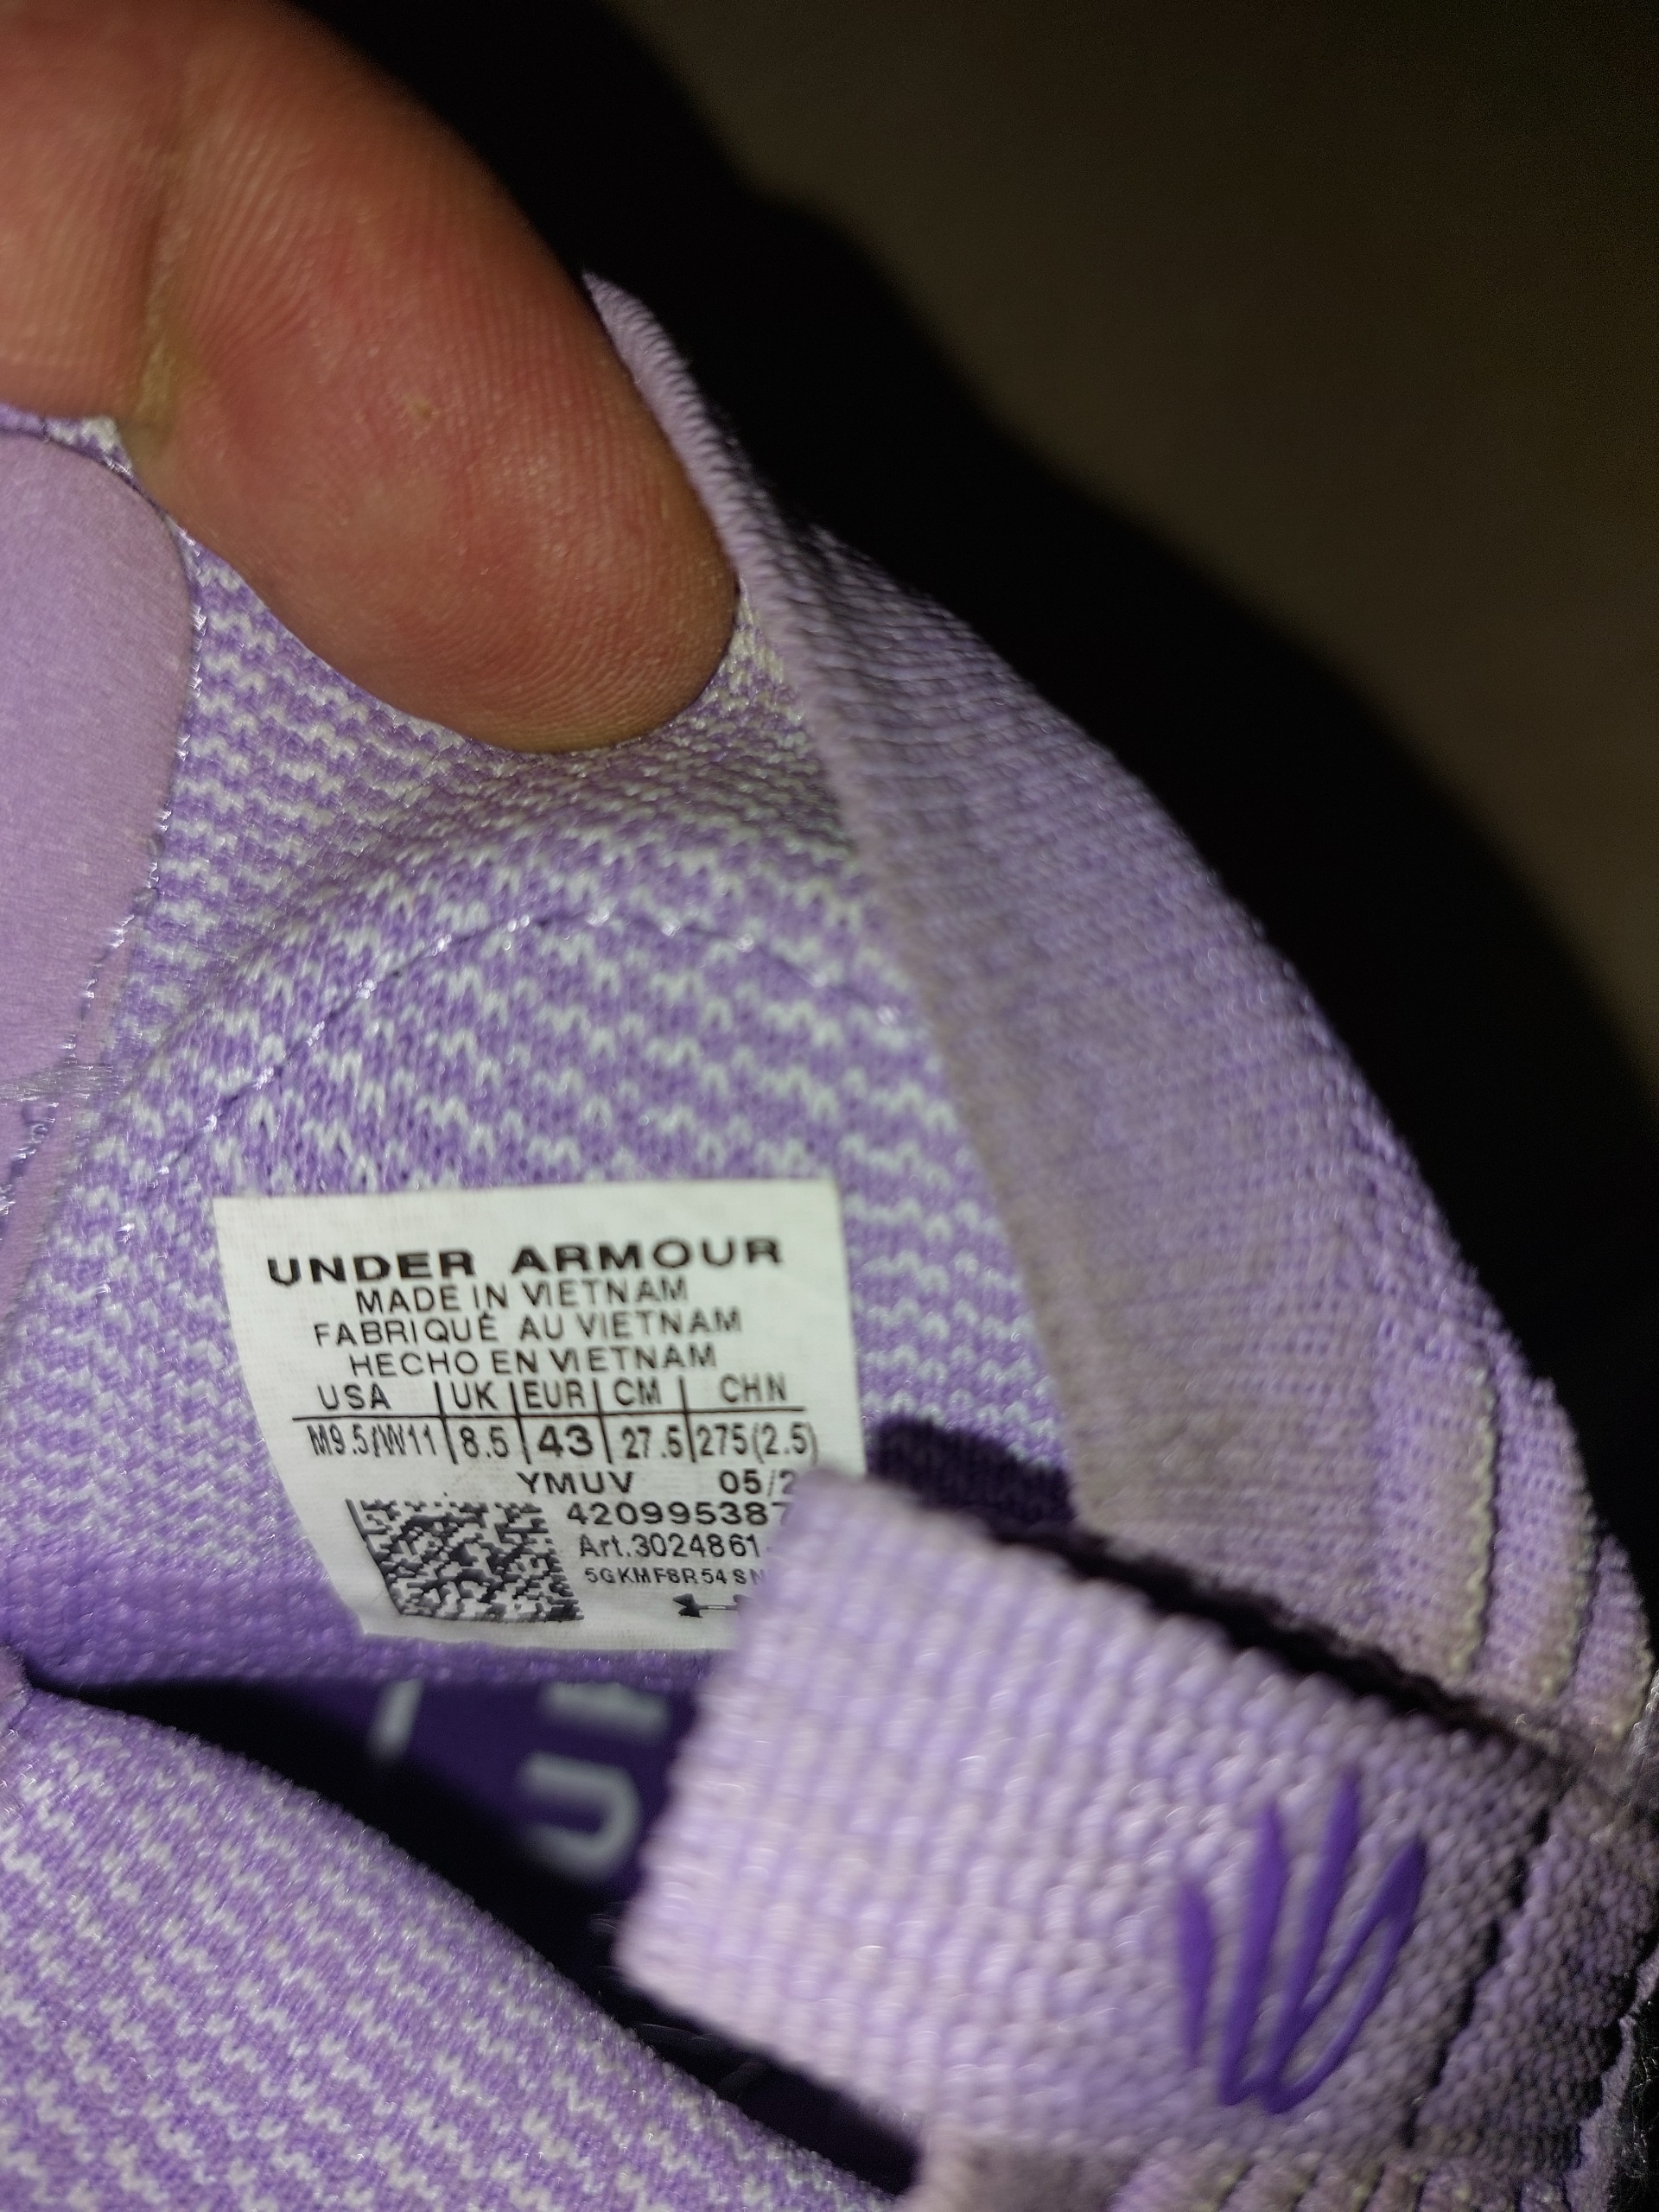 UNDER ARMOUR
MADE IN VIETNAM
FABRIQUÉ AU VIETNAM
HECHO EN VIETNAM
USA | UK | EUR | CM | CHN
M9.5/W11 | 8.5 | 43 | 27.5 | 275(2.5)
YMUV 05/2
420995387
Art.3024861
5GKMF8R54SN